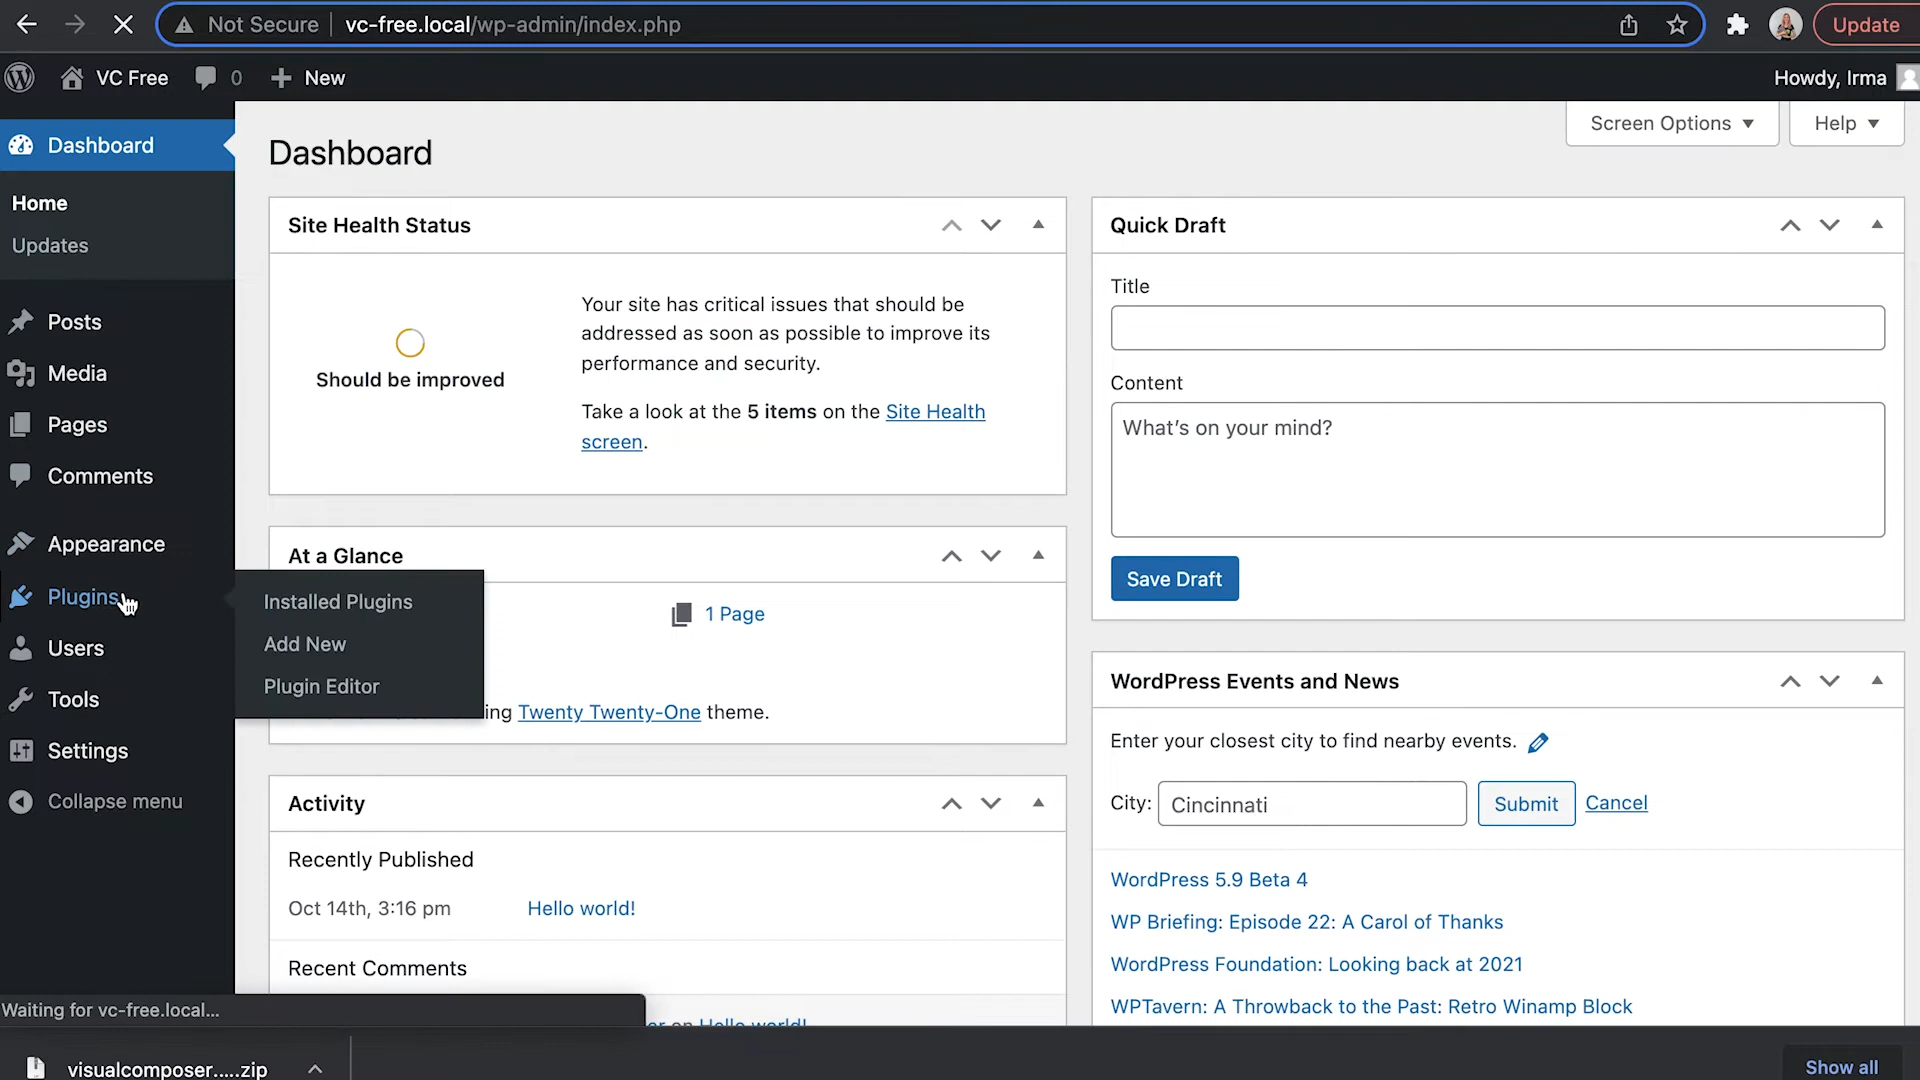 Not Secure
vc-free.local/wp-admin/index.php
Update
VC Free
0
New
Howdy, Irma
Dashboard
Home
Updates
Posts
Media
Pages
Comments
Appearance
Plugins
Users
Tools
Settings
Collapse menu
Installed Plugins
Add New
Plugin Editor
Screen Options
Help
Dashboard
Site Health Status
Should be improved
Your site has critical issues that should be
addressed as soon as possible to improve its
performance and security.
Take a look at the 5 items on the Site Health
screen.
At a Glance
1 Page
ing Twenty Twenty-One theme.
Activity
Recently Published
Oct 14th, 3:16 pm
Hello world!
Recent Comments
on Hello world!
Quick Draft
Title
Content
What's on your mind?
Save Draft
WordPress Events and News
Enter your closest city to find nearby events.
City:
Cincinnati
Submit
Cancel
WordPress 5.9 Beta 4
WP Briefing: Episode 22: A Carol of Thanks
WordPress Foundation: Looking back at 2021
WPTavern: A Throwback to the Past: Retro Winamp Block
Waiting for vc-free.local...
visualcomposer.....zip
Show all